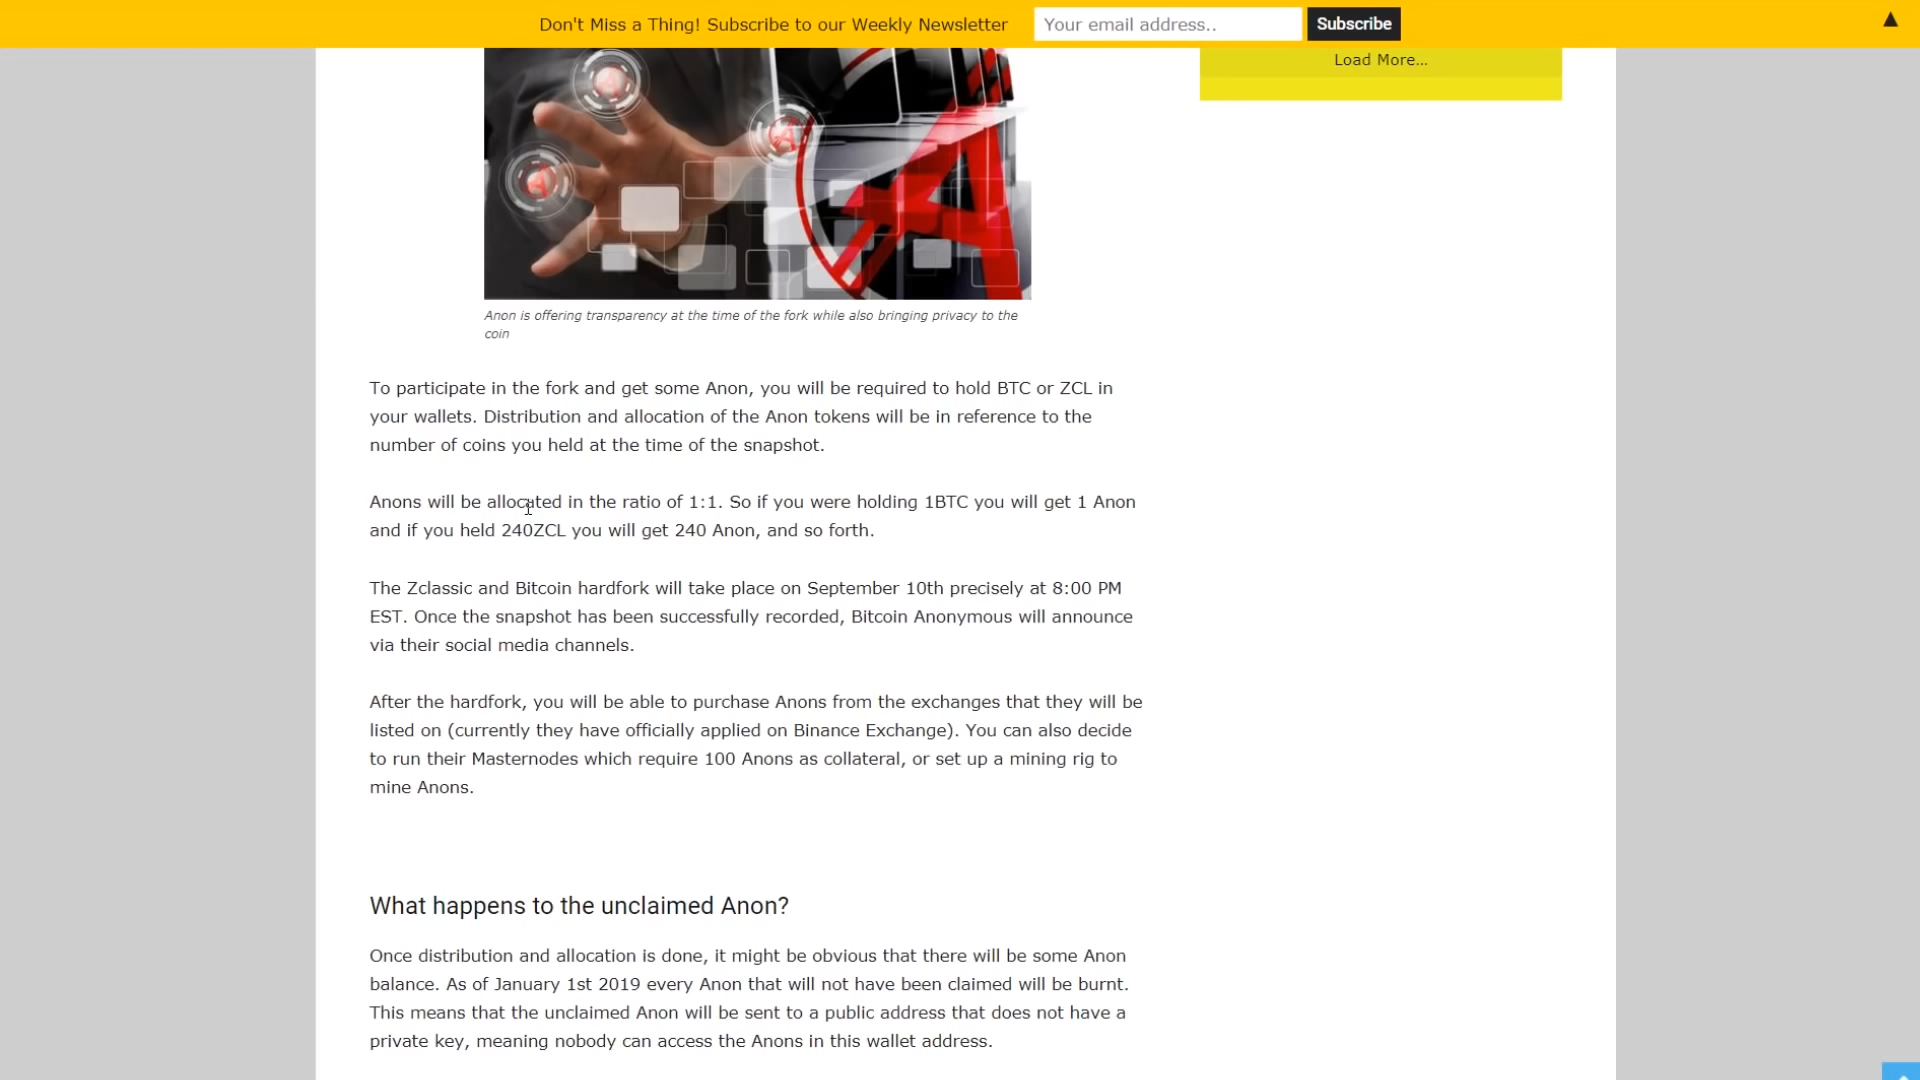 Don't Miss a Thing! Subscribe to our Weekly Newsletter
Your email address..
Subscribe
▲
Load More...
Anon is offering transparency at the time of the fork while also bringing privacy to the
coin
To participate in the fork and get some Anon, you will be required to hold BTC or ZCL in
your wallets. Distribution and allocation of the Anon tokens will be in reference to the
number of coins you held at the time of the snapshot.
Anons will be allocated in the ratio of 1:1. So if you were holding 1BTC you will get 1 Anon
and if you held 240ZCL you will get 240 Anon, and so forth.
The Zclassic and Bitcoin hardfork will take place on September 10th precisely at 8:00 PM
EST. Once the snapshot has been successfully recorded, Bitcoin Anonymous will announce
via their social media channels.
After the hardfork, you will be able to purchase Anons from the exchanges that they will be
listed on (currently they have officially applied on Binance Exchange). You can also decide
to run their Masternodes which require 100 Anons as collateral, or set up a mining rig to
mine Anons.
What happens to the unclaimed Anon?
Once distribution and allocation is done, it might be obvious that there will be some Anon
balance. As of January 1st 2019 every Anon that will not have been claimed will be burnt.
This means that the unclaimed Anon will be sent to a public address that does not have a
private key, meaning nobody can access the Anons in this wallet address.